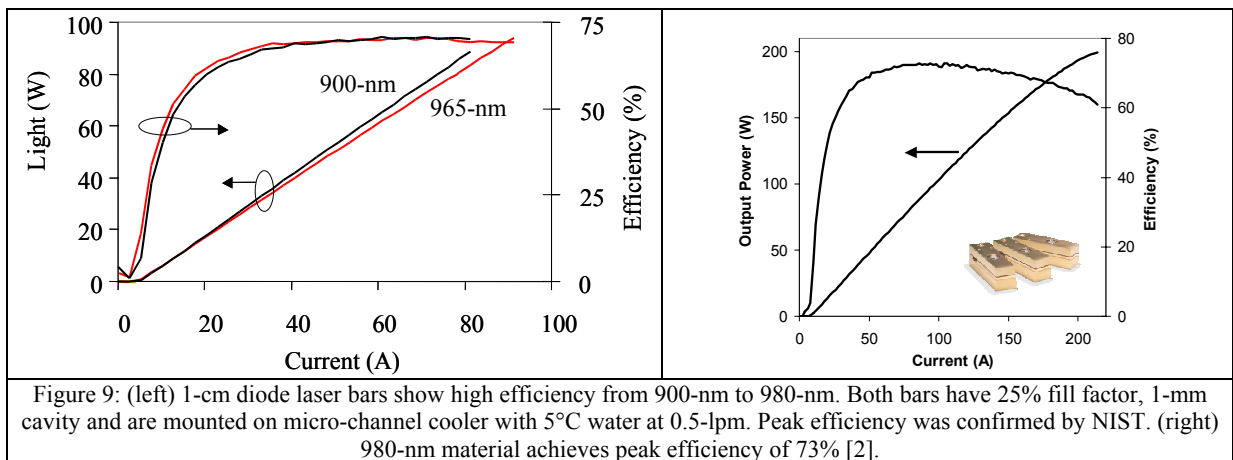 100
80
60
40
20
0
Light (W)
75
50
25
0
Efficiency (%)
900-nm
965-nm
0 20 40 60 80 100
Current (A)
200
150
100
50
0
Output Power (W)
80
60
40
20
0
Efficiency (%)
0 50 100 150 200
Current (A)
Figure 9: (left) 1-cm diode laser bars show high efficiency from 900-nm to 980-nm. Both bars have 25% fill factor, 1-mm
cavity and are mounted on micro-channel cooler with 5°C water at 0.5-lpm. Peak efficiency was confirmed by NIST. (right)
980-nm material achieves peak efficiency of 73% [2].